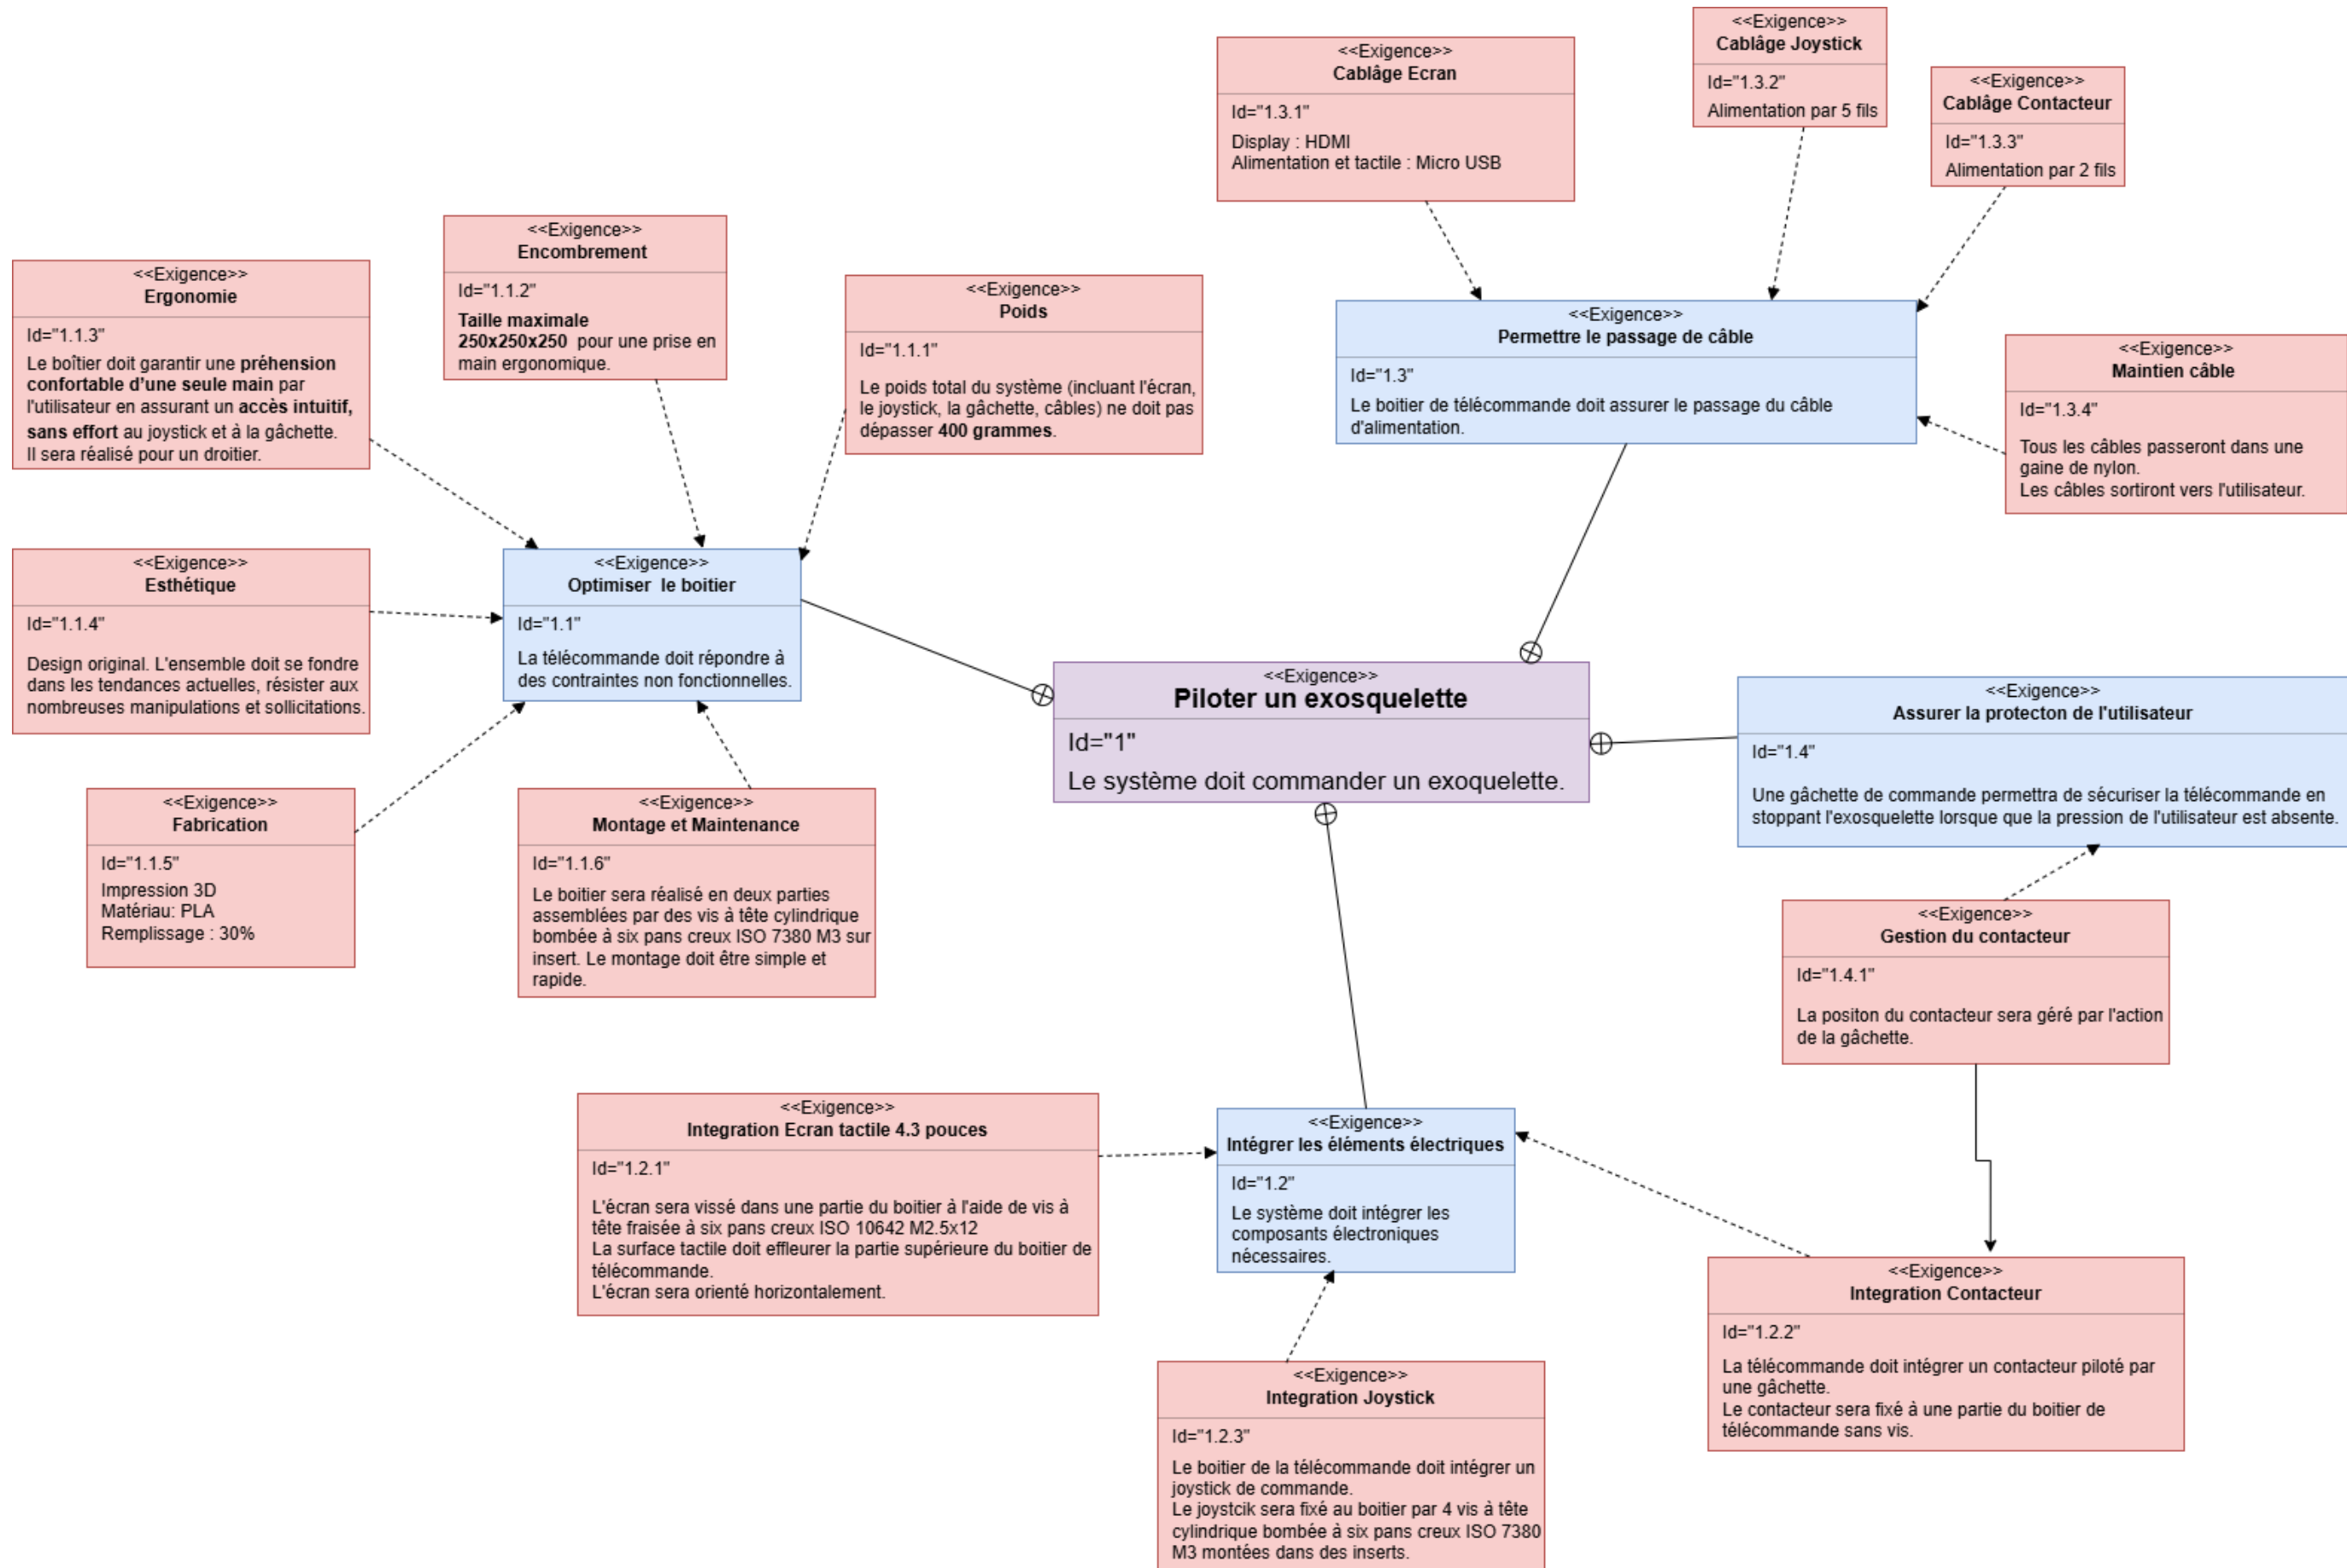 <<Exigence>>
Cablâge Joystick
Id="1.3.2"
Alimentation par 5 fils
<<Exigence>>
Cablâge Ecran
Id="1.3.1"
Display : HDMI
Alimentation et tactile : Micro USB
<<Exigence>>
Cablâge Contacteur
Id="1.3.3"
Alimentation par 2 fils
<<Exigence>>
Encombrement
Id="1.1.2"
Taille maximale
250x250x250 pour une prise en
main ergonomique.
<<Exigence>>
Ergonomie
Id="1.1.3"
Le boîtier doit garantir une préhension
confortable d'une seule main par
l'utilisateur en assurant un accès intuitif,
sans effort au joystick et à la gâchette.
Il sera réalisé pour un droitier.
<<Exigence>>
Poids
Id="1.1.1"
Le poids total du système (incluant l'écran,
le joystick, la gâchette, câbles) ne doit pas
dépasser 400 grammes.
<<Exigence>>
Permettre le passage de câble
Id="1.3"
Le boitier de télécommande doit assurer le passage du câble
d'alimentation.
<<Exigence>>
Maintien câble
Id="1.3.4"
Tous les câbles passeront dans une
gaine de nylon.
Les câbles sortiront vers l'utilisateur.
<<Exigence>>
Esthétique
Id="1.1.4"
Design original. L'ensemble doit se fondre
dans les tendances actuelles, résister aux
nombreuses manipulations et sollicitations.
<<Exigence>>
Optimiser le boitier
Id="1.1"
La télécommande doit répondre à
des contraintes non fonctionnelles.
<<Exigence>>
Piloter un exosquelette
Id="1"
Le système doit commander un exoquelette.
<<Exigence>>
Assurer la protecton de l'utilisateur
Id="1.4"
Une gâchette de commande permettra de sécuriser la télécommande en
stoppant l'exosquelette lorsque que la pression de l'utilisateur est absente.
<<Exigence>>
Fabrication
Id="1.1.5"
Impression 3D
Matériau: PLA
Remplissage : 30%
<<Exigence>>
Montage et Maintenance
Id="1.1.6"
Le boitier sera réalisé en deux parties
assemblées par des vis à tête cylindrique
bombée à six pans creux ISO 7380 M3 sur
insert. Le montage doit être simple et
rapide.
<<Exigence>>
Gestion du contacteur
Id="1.4.1"
La positon du contacteur sera géré par l'action
de la gâchette.
<<Exigence>>
Integration Ecran tactile 4.3 pouces
Id="1.2.1"
L'écran sera vissé dans une partie du boitier à l'aide de vis à
tête fraisée à six pans creux ISO 10642 M2.5x12
La surface tactile doit effleurer la partie supérieure du boitier de
télécommande.
L'écran sera orienté horizontalement.
<<Exigence>>
Intégrer les éléments électriques
Id="1.2"
Le système doit intégrer les
composants électroniques
nécessaires.
<<Exigence>>
Integration Contacteur
Id="1.2.2"
La télécommande doit intégrer un contacteur piloté par
une gâchette.
Le contacteur sera fixé à une partie du boitier de
télécommande sans vis.
<<Exigence>>
Integration Joystick
Id="1.2.3"
Le boitier de la télécommande doit intégrer un
joystick de commande.
Le joystcik sera fixé au boitier par 4 vis à tête
cylindrique bombée à six pans creux ISO 7380
M3 montées dans des inserts.